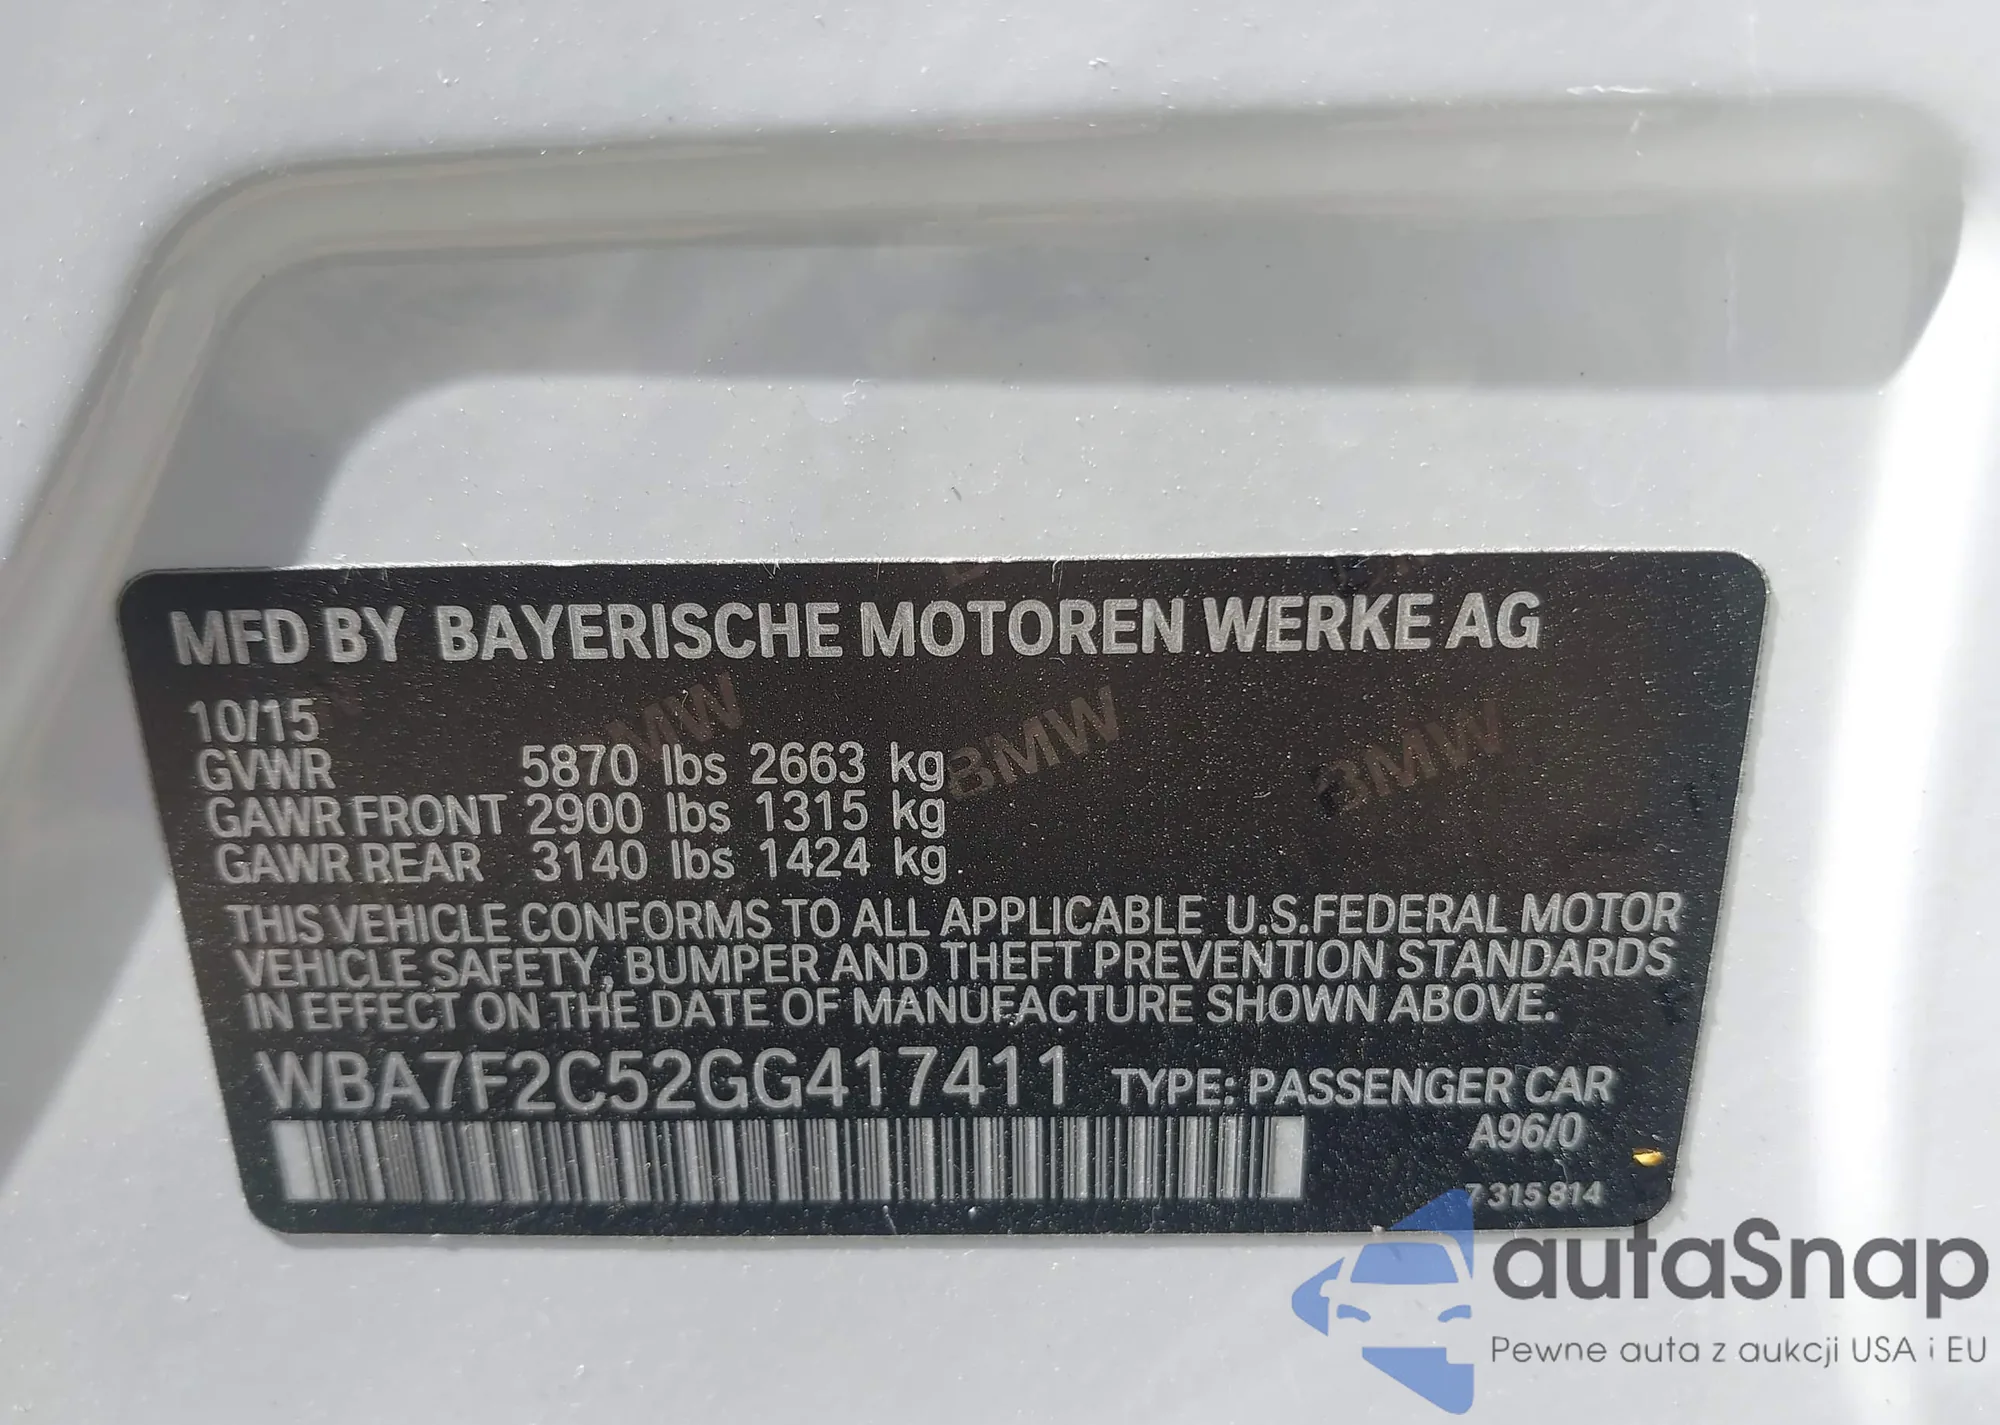 MFD BY BAYERISCHE MOTOREN WERKE AG
10/15
GVWR 5870 lbs 2663 kg
GAWR FRONT 2900 lbs 1315 kg
GAWR REAR 3140 lbs 1424 kg
BMW BMW BMW
THIS VEHICLE CONFORMS TO ALL APPLICABLE U.S.FEDERAL MOTOR
VEHICLE SAFETY, BUMPER AND THEFT PREVENTION STANDARDS
IN EFFECT ON THE DATE OF MANUFACTURE SHOWN ABOVE.
WBA7F2C52GG417411 TYPE: PASSENGER CAR
A96/0
7 315 814
autaSnap
Pewne auta z aukcji USA i EU